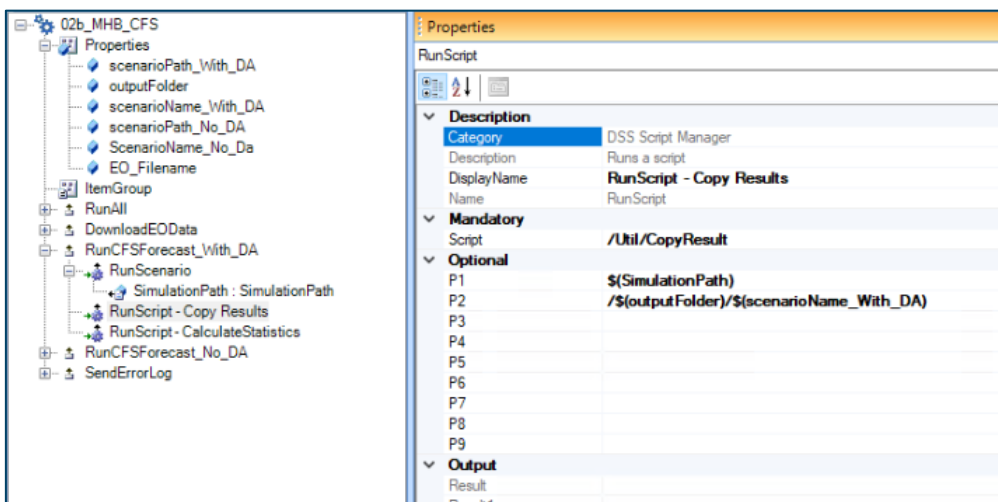 02b_MHB_CFS
Properties
scenarioPath_With_DA
outputFolder
scenarioName_With_DA
scenarioPath_No_DA
ScenarioName_No_Da
EO_Filename
ItemGroup
RunAll
DownloadEOData
RunCFSForecast_With_DA
RunScenario
SimulationPath : SimulationPath
RunScript - Copy Results
RunScript - CalculateStatistics
RunCFSForecast_No_DA
SendErrorLog
Properties
RunScript
Description
Category DSS Script Manager
Description Runs a script
DisplayName RunScript - Copy Results
Name RunScript
Mandatory
Script /Util/CopyResult
Optional
P1 $(SimulationPath)
P2 /$(outputFolder)/$(scenarioName_With_DA)
P3
P4
P5
P6
P7
P8
P9
Output
Result